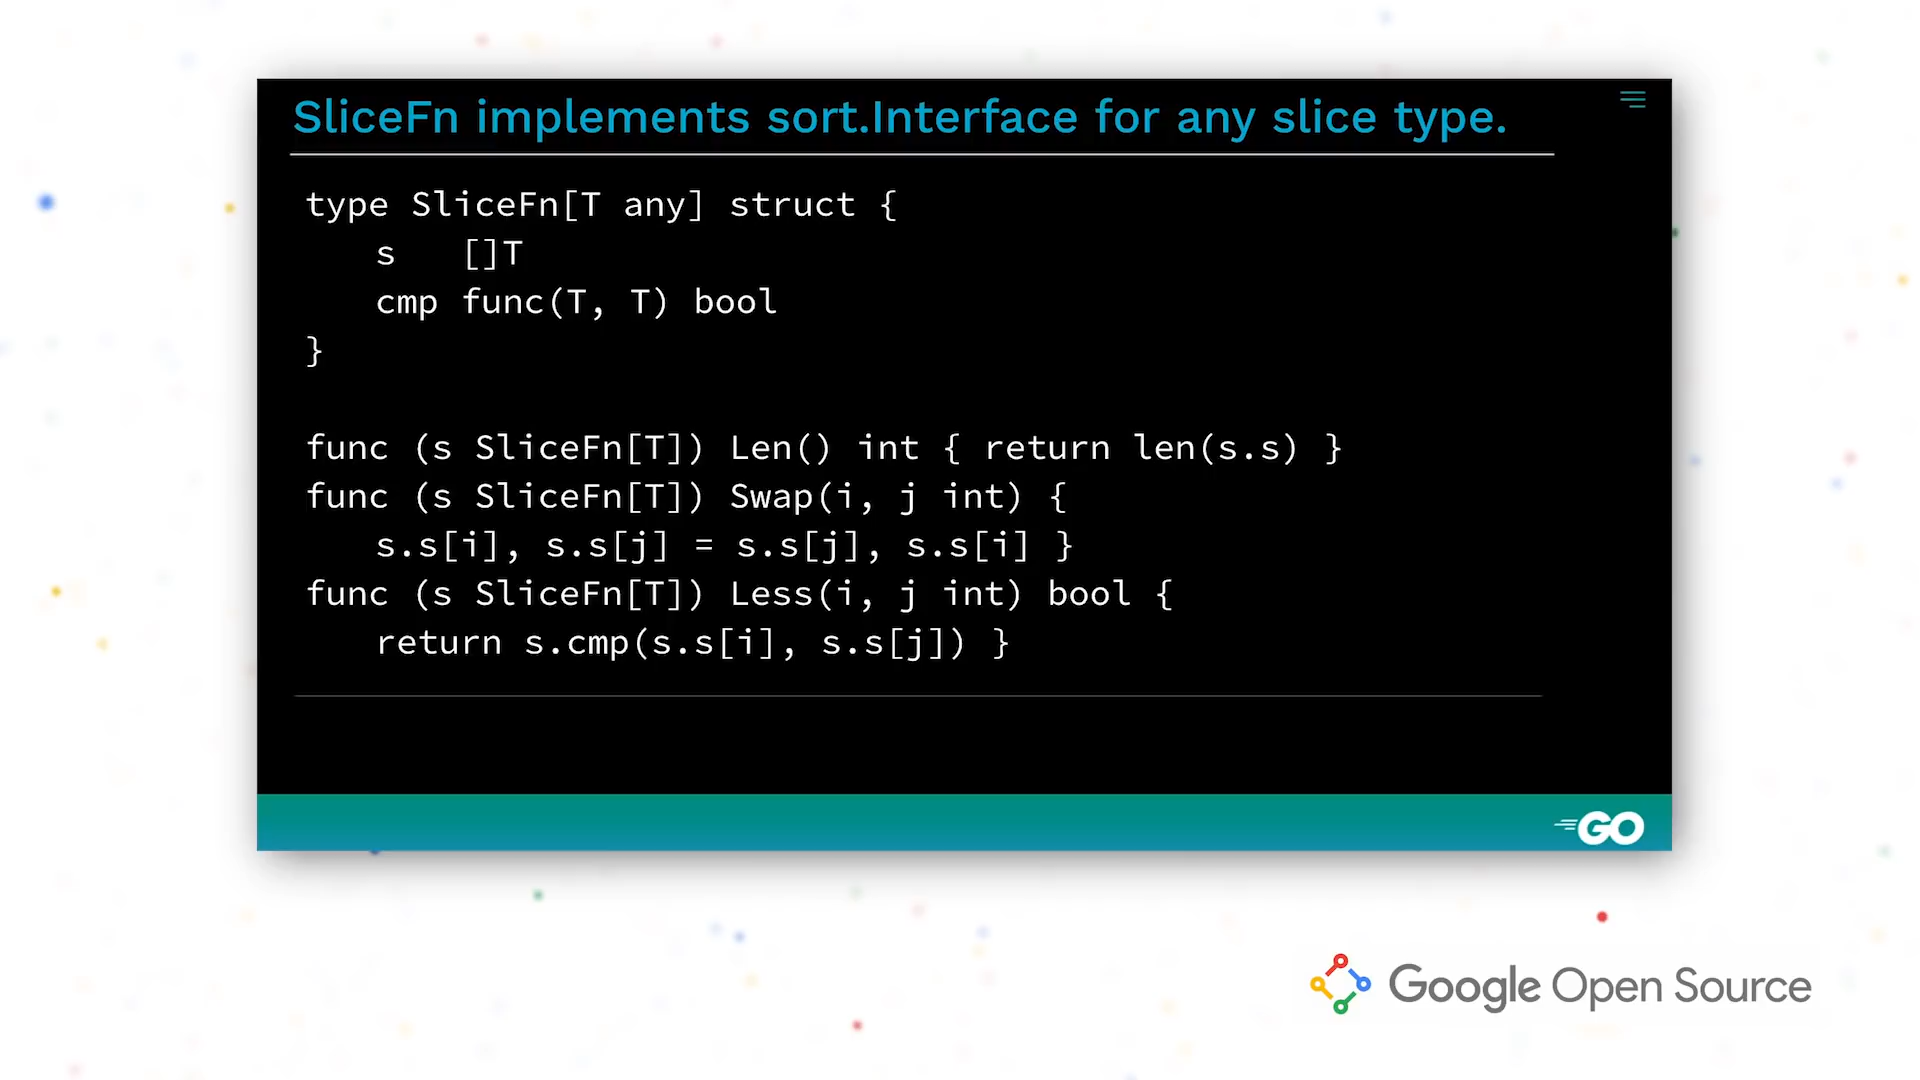 SliceFn implements sort.Interface for any slice type.
type SliceFn[T any] struct {
    s   []T
    cmp func(T, T) bool
}
func (s SliceFn[T]) Len() int { return len(s.s) }
func (s SliceFn[T]) Swap(i, j int) {
    s.s[i], s.s[j] = s.s[j], s.s[i] }
func (s SliceFn[T]) Less(i, j int) bool {
    return s.cmp(s.s[i], s.s[j]) }
GO
Google Open Source